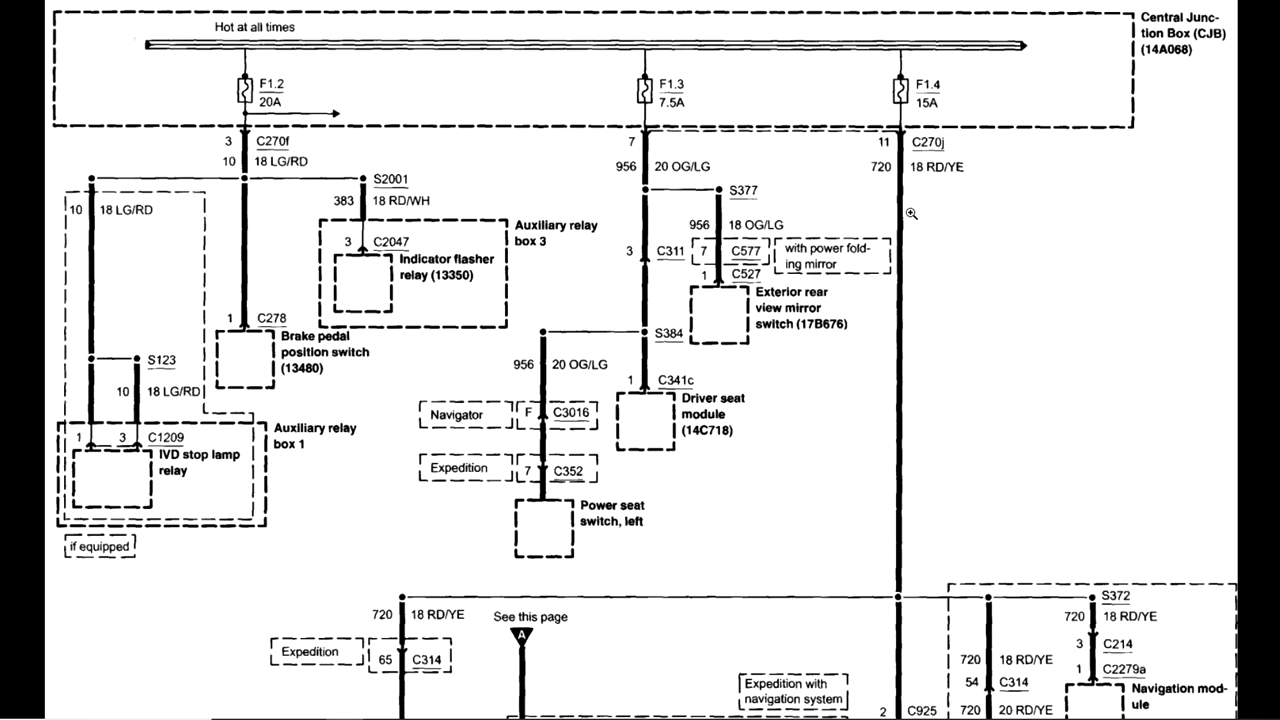 Hot at all times
Central Junc-
tion Box (CJB)
(14A068)
F1.2
20A
F1.3
7.5A
F1.4
15A
3 C270f
7
11 C270j
10 18 LG/RD
956 20 OG/LG
720 18 RD/YE
S2001
S377
10 18 LG/RD
383 18 RD/WH
956 18 OG/LG
Auxiliary relay
box 3
3 C2047
Indicator flasher
relay (13350)
3 C311
7 C577
with power fold-
ing mirror
1 C527
Exterior rear
view mirror
switch (17B676)
1 C278
Brake pedal
position switch
(13480)
S384
S123
956 20 OG/LG
1 C341c
10 18 LG/RD
Driver seat
module
(14C718)
Navigator
F C3016
Auxiliary relay
box 1
1 3 C1209
IVD stop lamp
relay
Expedition
7 C352
Power seat
switch, left
if equipped
S372
720 18 RD/YE
See this page
A
720 18 RD/YE
Expedition
65 C314
3 C214
720 18 RD/YE
1 C2279a
54 C314
Expedition with
navigation system
Navigation mod-
ule
2 C925
720 20 RD/YE